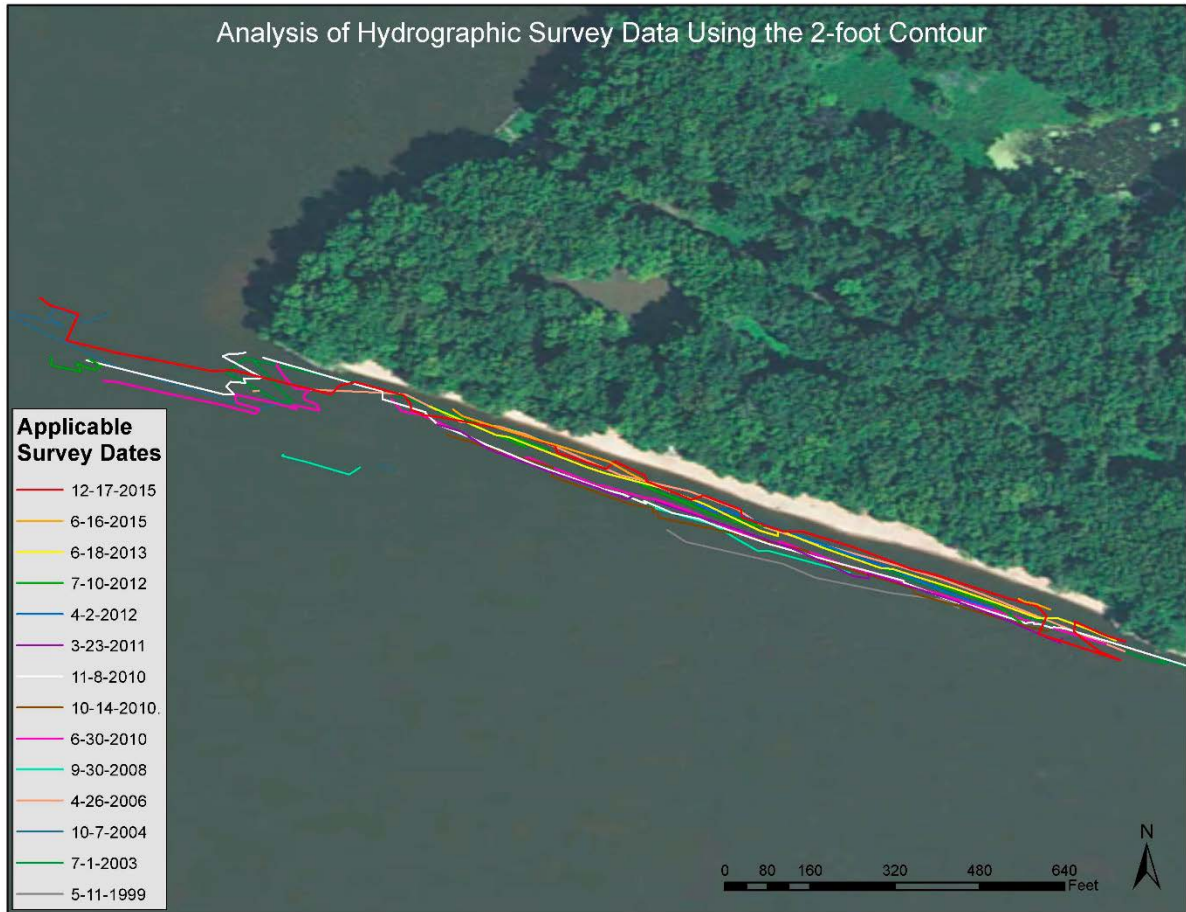 Analysis of Hydrographic Survey Data Using the 2-foot Contour
Applicable
Survey Dates
12-17-2015
6-16-2015
6-18-2013
7-10-2012
4-2-2012
3-23-2011
11-8-2010
10-14-2010.
6-30-2010
9-30-2008
4-26-2006
10-7-2004
7-1-2003
5-11-1999
N
0 80 160 320 480 640
Feet